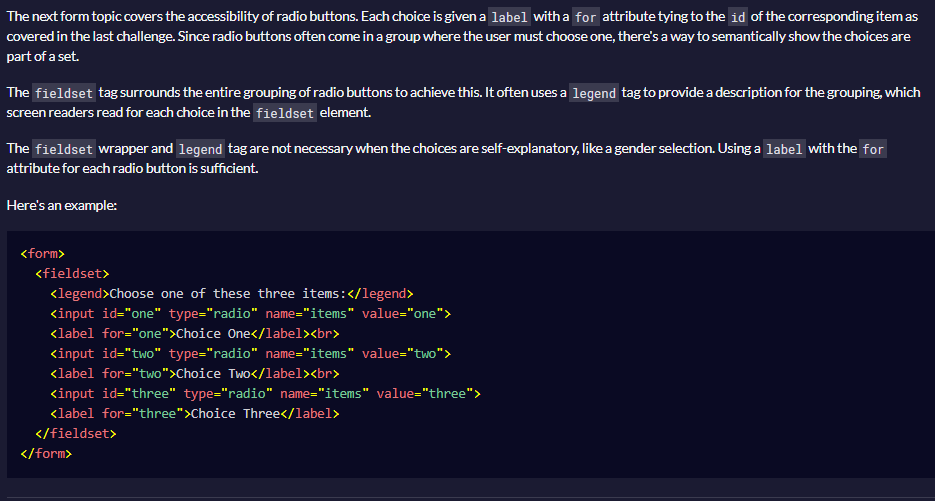 The next form topic covers the accessibility of radio buttons. Each choice is given a label with a for attribute tying to the id of the corresponding item as
covered in the last challenge. Since radio buttons often come in a group where the user must choose one, there's a way to semantically show the choices are
part of a set.
The fieldset tag surrounds the entire grouping of radio buttons to achieve this. It often uses a legend tag to provide a description for the grouping, which
screen readers read for each choice in the fieldset element.
The fieldset wrapper and legend tag are not necessary when the choices are self-explanatory, like a gender selection. Using a label with the for
attribute for each radio button is sufficient.
Here's an example:
<form>
  <fieldset>
    <legend>Choose one of these three items:</legend>
    <input id="one" type="radio" name="items" value="one">
    <label for="one">Choice One</label><br>
    <input id="two" type="radio" name="items" value="two">
    <label for="two">Choice Two</label><br>
    <input id="three" type="radio" name="items" value="three">
    <label for="three">Choice Three</label>
  </fieldset>
</form>